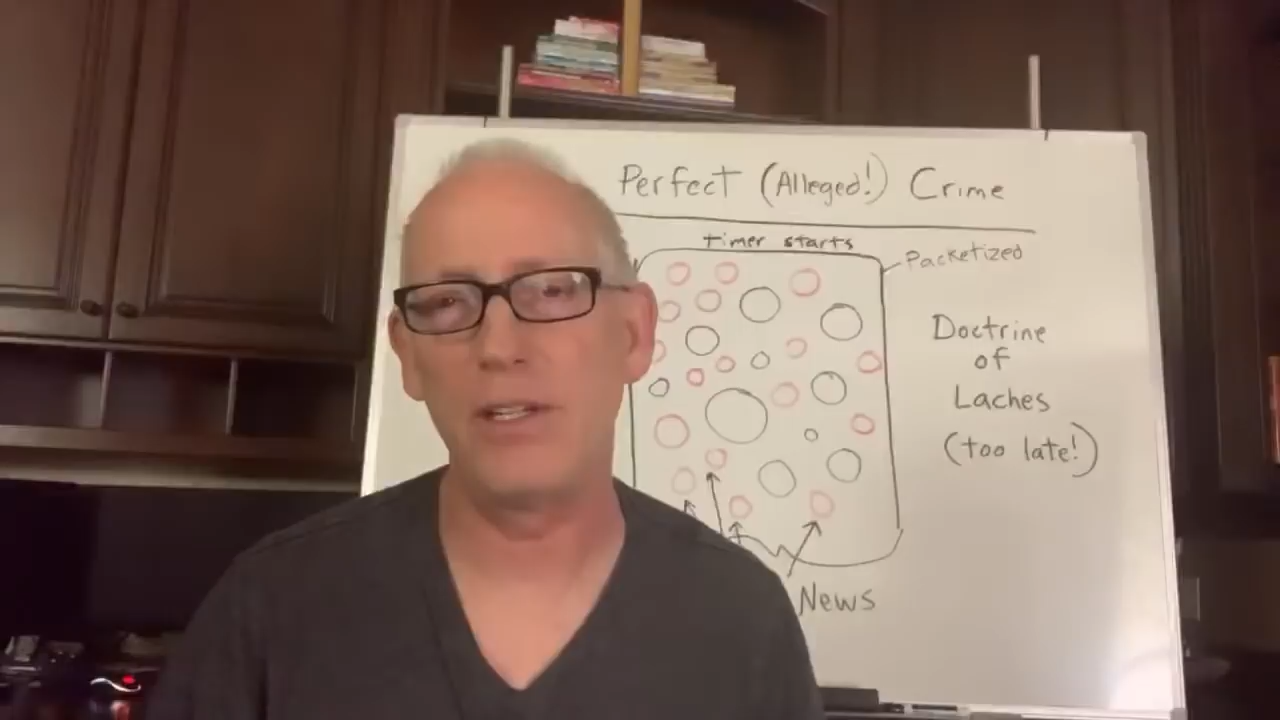 Perfect (Alleged!) Crime
timer starts
Packetized
Doctrine
of
Laches
(too late!)
News